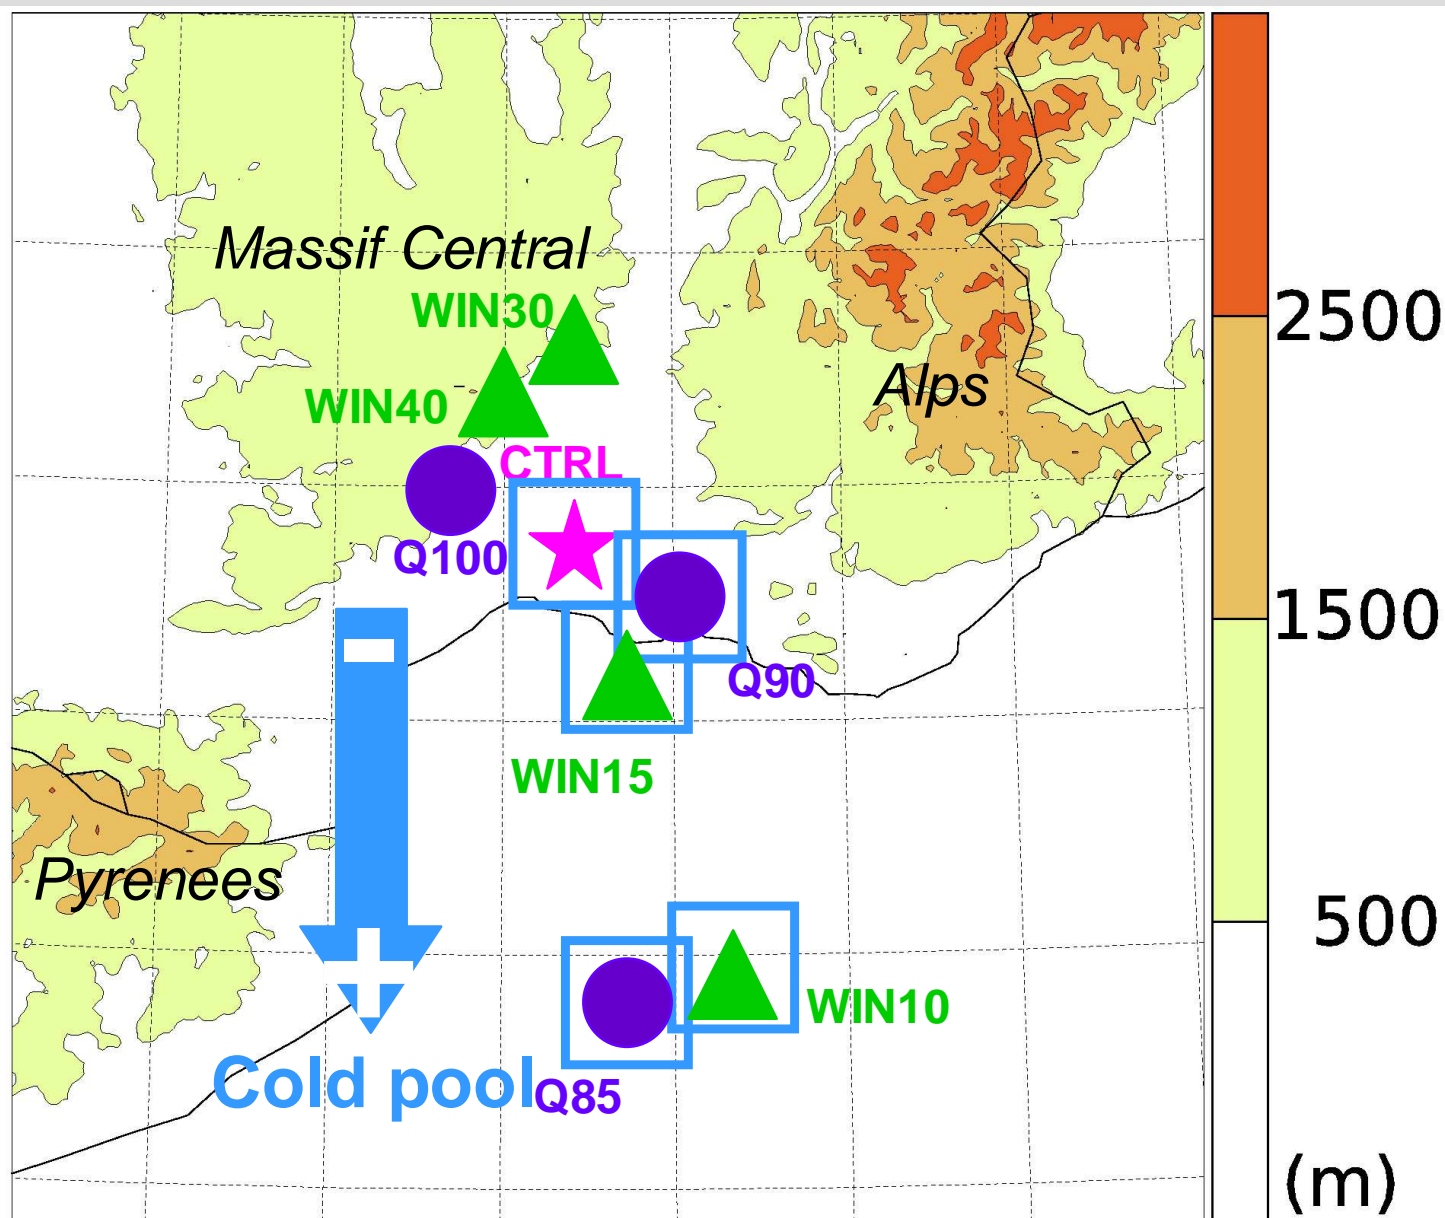 Massif Central
WIN30
2500
Alps
WIN40
CTRL
Q100
1500
Q90
WIN15
Pyrenees
500
WIN10
Cold pool
Q85
(m)